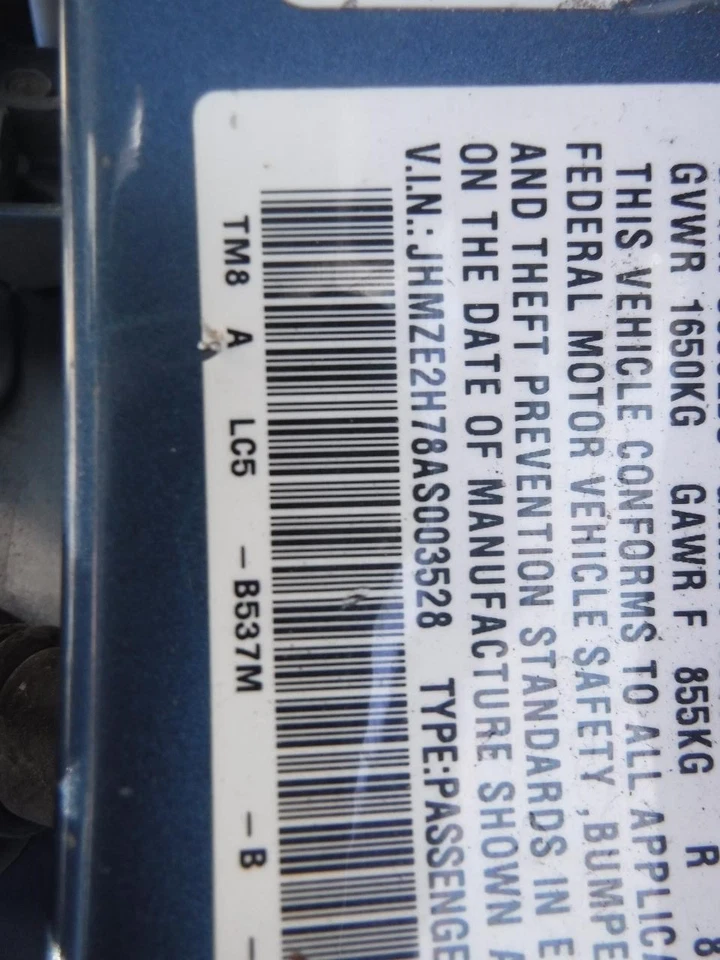 GVWR 1650KG GAWR F 855KG R 8
THIS VEHICLE CONFORMS TO ALL APPLICA
FEDERAL MOTOR VEHICLE SAFETY ,BUMPE
AND THEFT PREVENTION STANDARDS IN E
ON THE DATE OF MANUFACTURE SHOWN A
V.I.N.: JHMZE2H78AS003528 TYPE:PASSENGE
TM8 A LC5 -B537M -B -